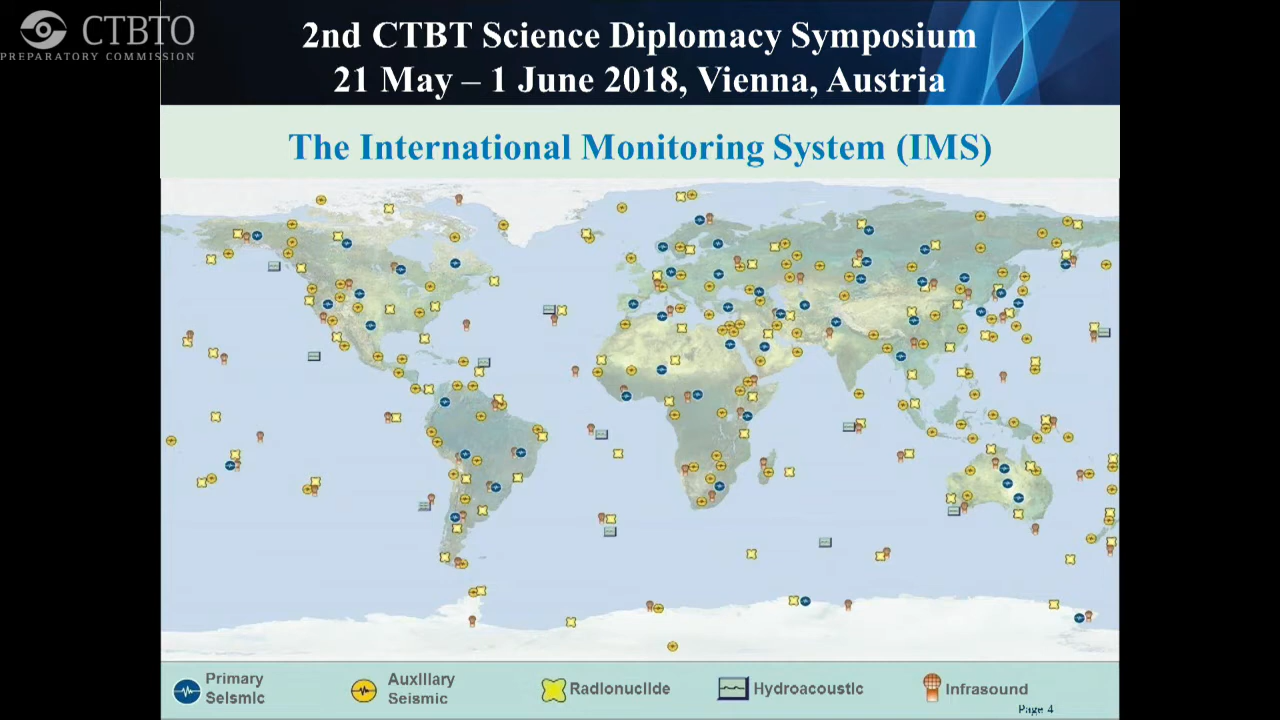 CTBTO
PREPARATORY COMMISSION
2nd CTBT Science Diplomacy Symposium
21 May – 1 June 2018, Vienna, Austria
The International Monitoring System (IMS)
Primary
Seismic
Auxiliary
Seismic
Radionuclide
Hydroacoustic
Infrasound
Page 4